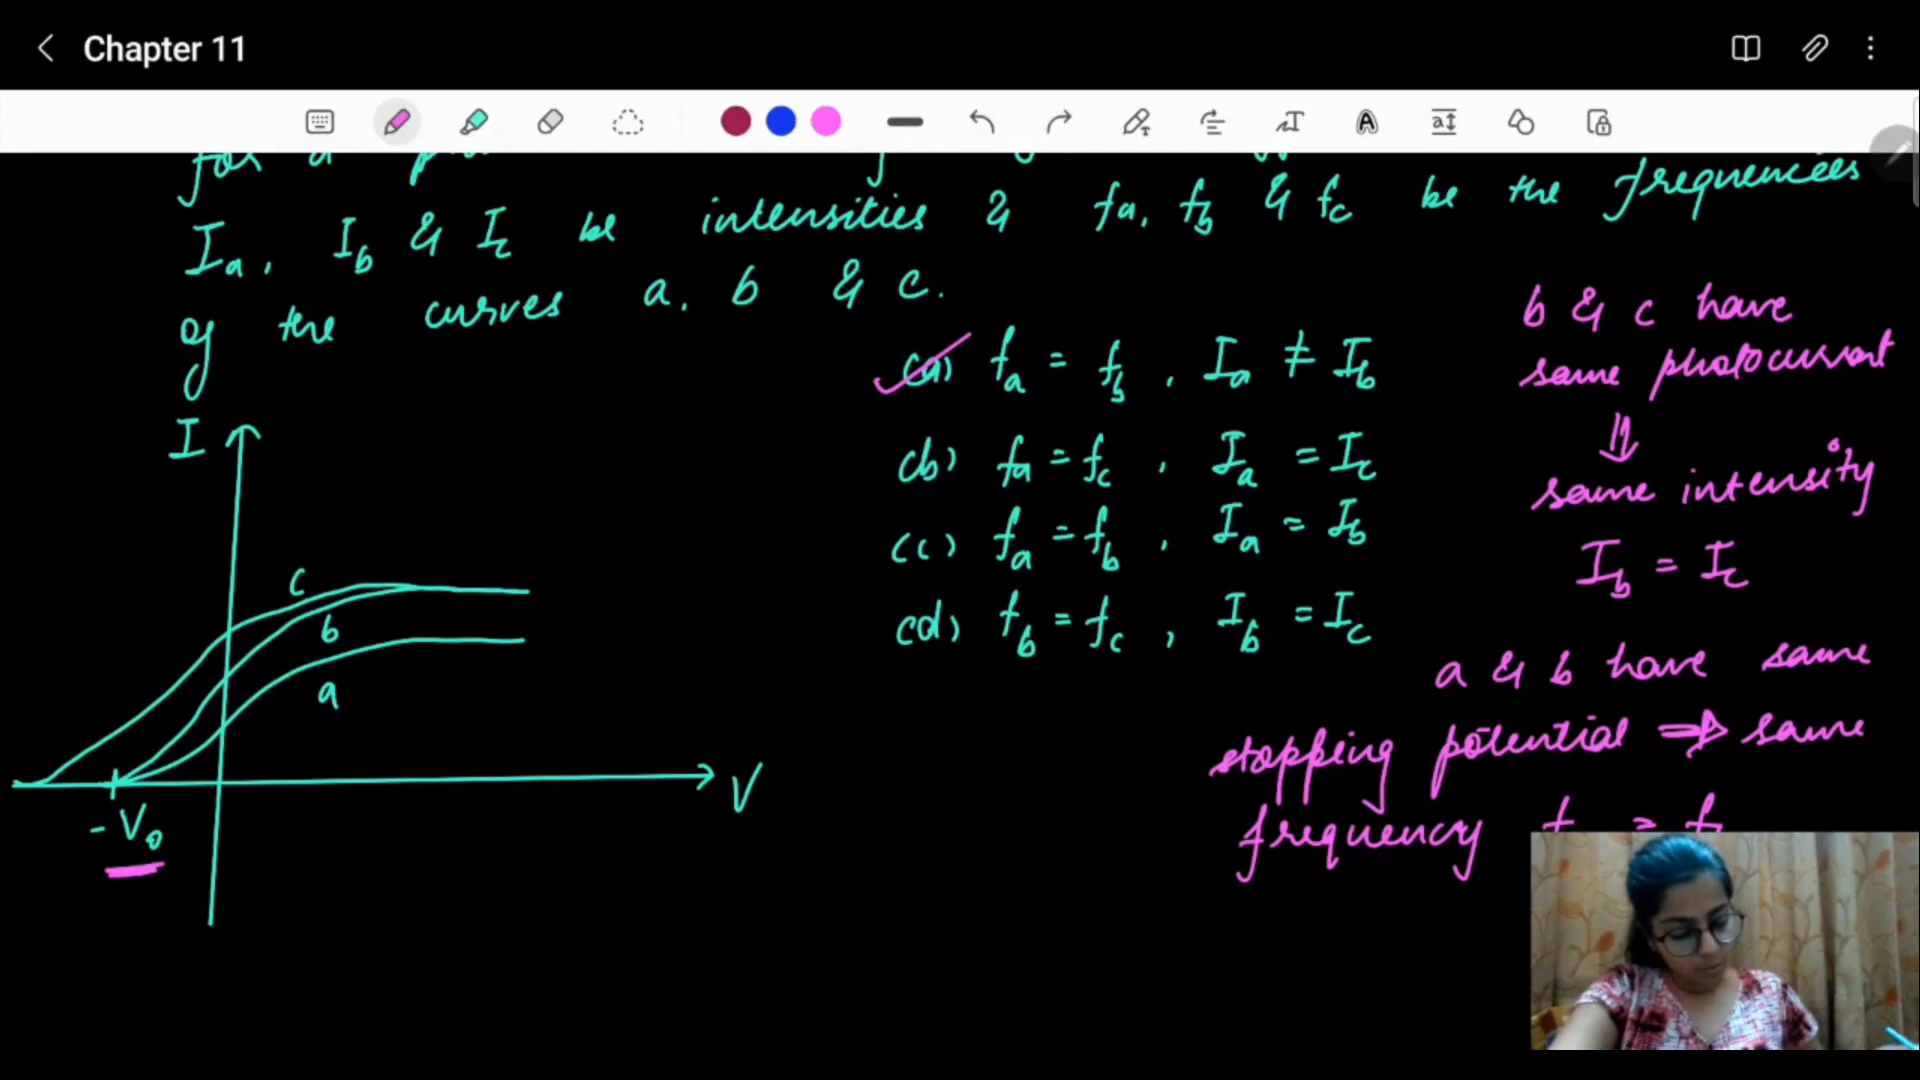 Chapter 11
for a
Ia, Ib & Ic be intensities & fa, fb & fc be the frequencies
of the curves a, b & c.
(a) fa = fb , Ia ≠ Ib
(b) fa = fc , Ia = Ic
(c) fa = fb , Ia = Ib
(d) fb = fc , Ib = Ic
b & c have
same photocurrent
⇓
same intensity
Ib = Ic
a & b have same
stopping potential ⇒ same
frequency
I
c
b
a
V
-V0